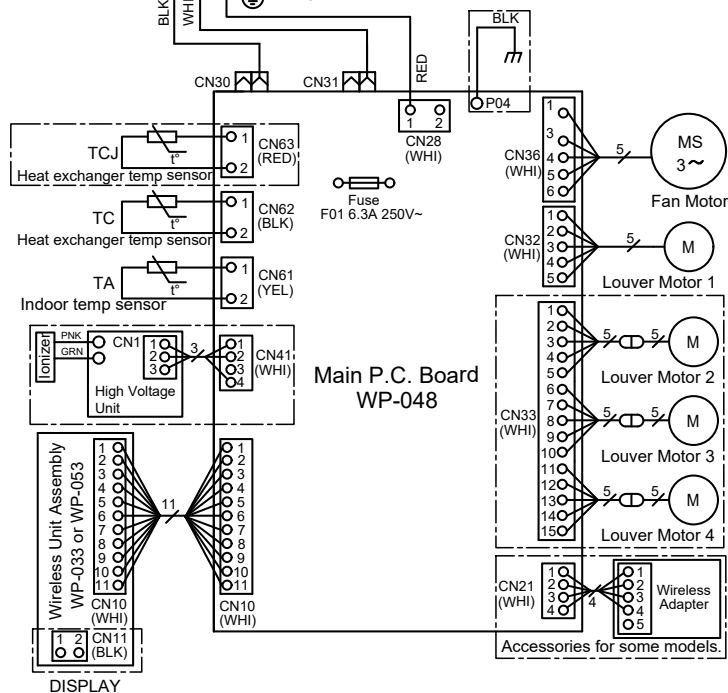 BLK
WHI
BLK
RED
CN30
CN31
P04
1 2
CN28
(WHI)
TCJ
t°
1
2
CN63
(RED)
Heat exchanger temp sensor
TC
t°
1
2
CN62
(BLK)
Heat exchanger temp sensor
TA
t°
1
2
CN61
(YEL)
Indoor temp sensor
Fuse
F01 6.3A 250V~
1
3
4
5
6
CN36
(WHI)
5
MS
3~
Fan Motor
1
2
3
4
5
CN32
(WHI)
5
M
Louver Motor 1
Ionizer
PNK
GRN
CN1
1
2
3
High Voltage
Unit
3
1
2
3
4
CN41
(WHI)
Main P.C. Board
WP-048
1
2
3
4
5
6
7
8
9
10
11
12
13
14
15
CN33
(WHI)
5 5
M
Louver Motor 2
5 5
M
Louver Motor 3
5 5
M
Louver Motor 4
Wireless Unit Assembly
WP-033 or WP-053
1
2
3
4
5
6
7
8
9
10
11
CN10
(WHI)
11
1
2
3
4
5
6
7
8
9
10
11
CN10
(WHI)
1 2
CN11
(BLK)
DISPLAY
CN21
(WHI)
1
2
3
4
4
1
2
3
4
5
Wireless
Adapter
Accessories for some models.